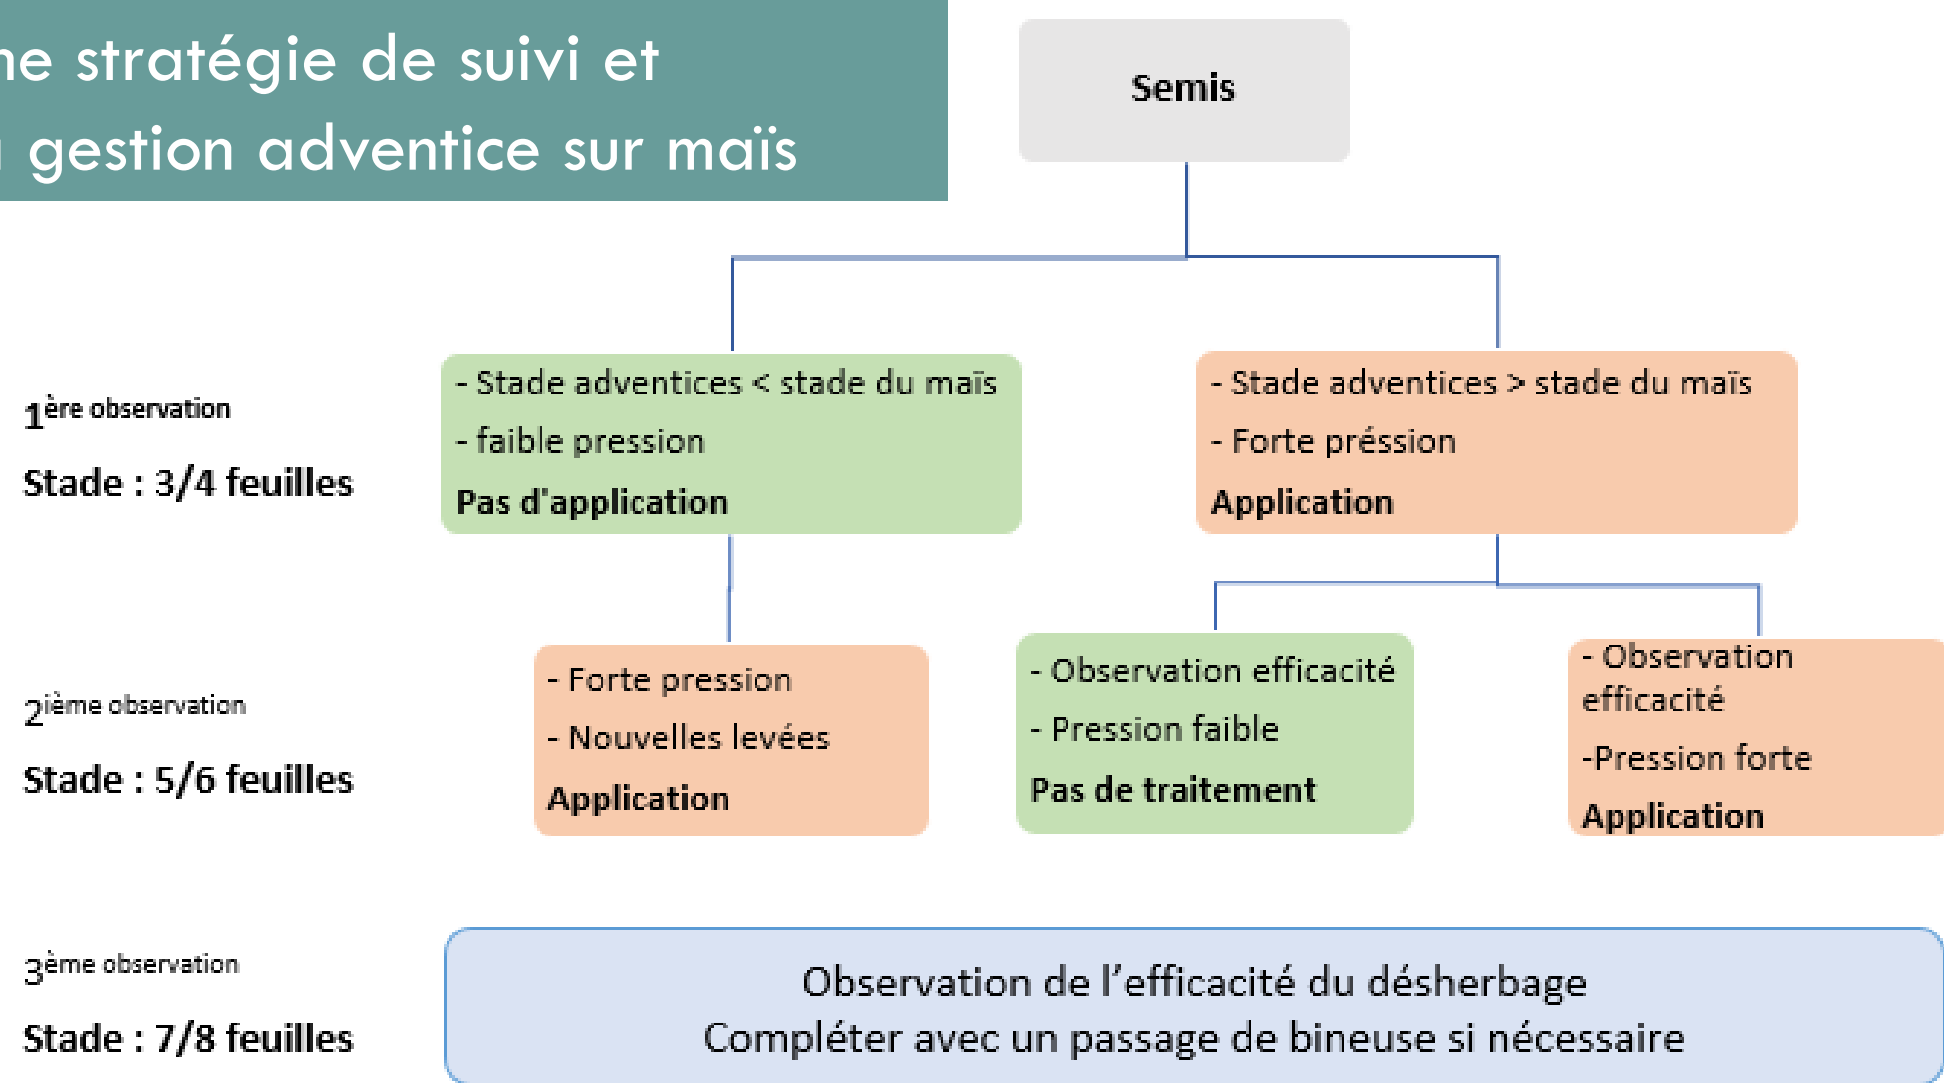 ne stratégie de suivi et
gestion adventice sur maïs
Semis
1ère observation
Stade : 3/4 feuilles
- Stade adventices < stade du maïs
- faible pression
Pas d'application
- Stade adventices > stade du maïs
- Forte préssion
Application
2ième observation
Stade : 5/6 feuilles
- Forte pression
- Nouvelles levées
Application
- Observation efficacité
- Pression faible
Pas de traitement
- Observation
efficacité
-Pression forte
Application
3ème observation
Stade : 7/8 feuilles
Observation de l’efficacité du désherbage
Compléter avec un passage de bineuse si nécessaire